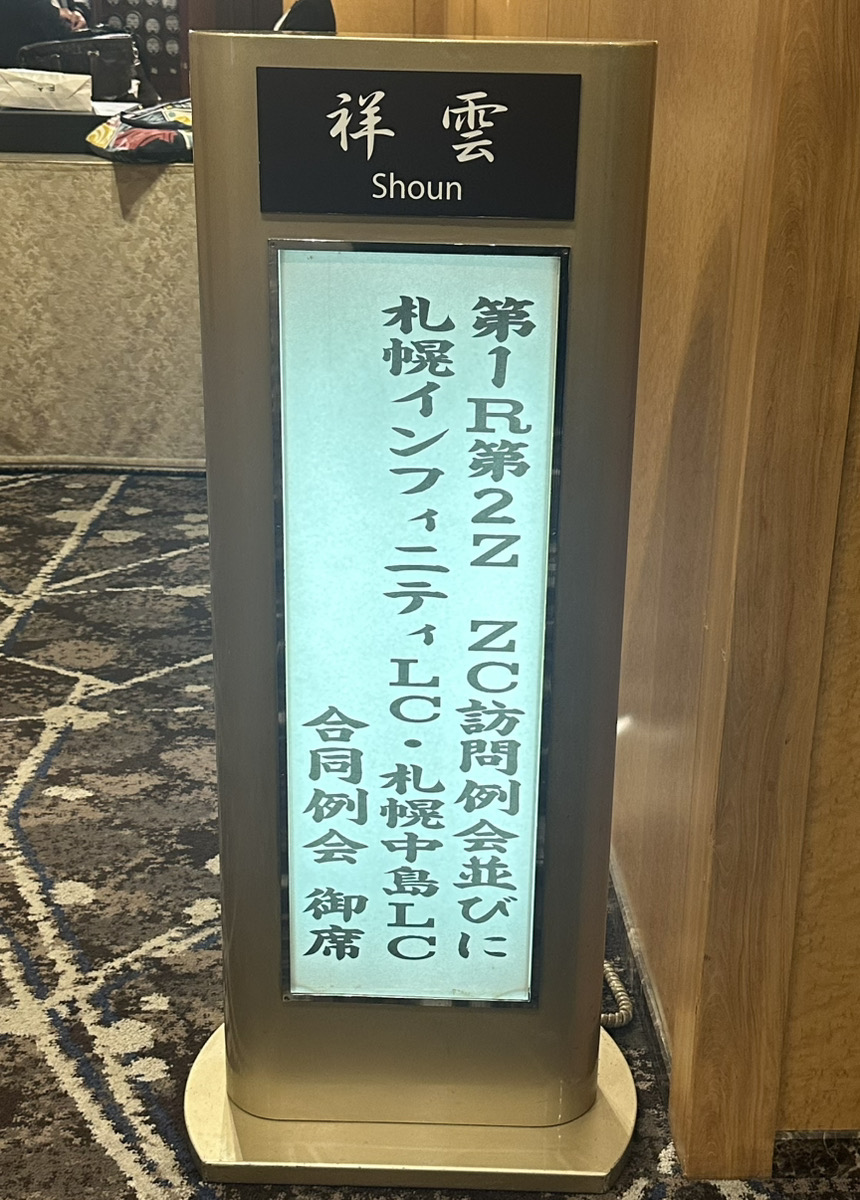 祥雲
Shoun
第1R第2Z ZC訪問例会並びに
札幌インフィニティLC・札幌中島LC
合同例会 御席